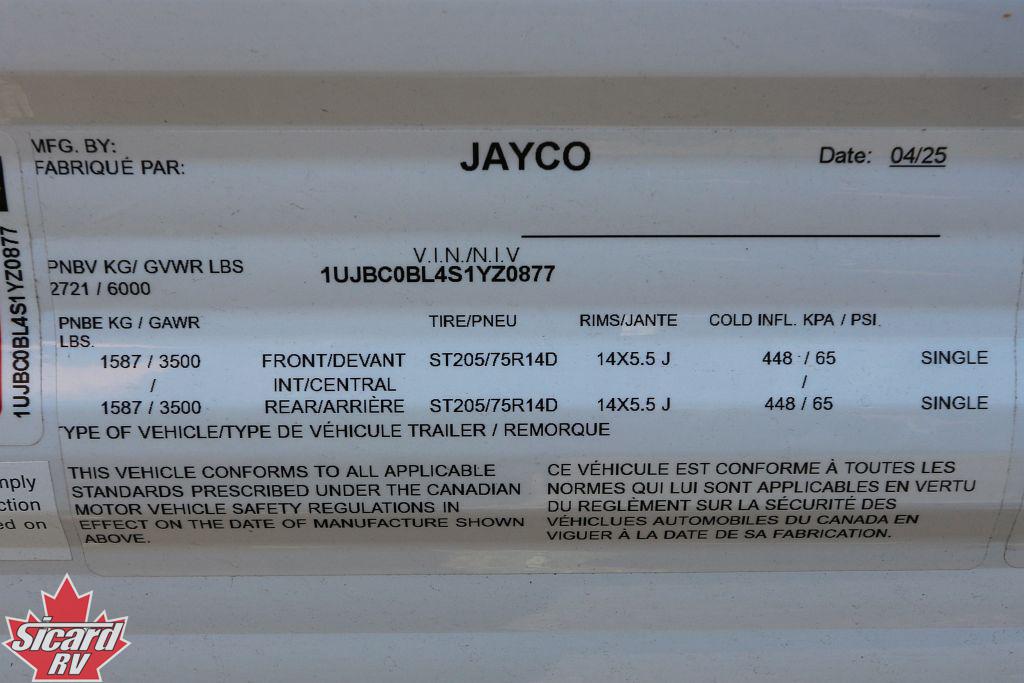 MFG. BY:
FABRIQUÉ PAR:
JAYCO
Date: 04/25
V.I.N./N.I.V
1UJBC0BL4S1YZ0877
PNBV KG/ GVWR LBS
2721 / 6000
PNBE KG / GAWR LBS.
TIRE/PNEU RIMS/JANTE COLD INFL. KPA / PSI
1587 / 3500 FRONT/DEVANT ST205/75R14D 14X5.5 J 448 / 65 SINGLE
/ INT/CENTRAL /
1587 / 3500 REAR/ARRIÈRE ST205/75R14D 14X5.5 J 448 / 65 SINGLE
TYPE OF VEHICLE/TYPE DE VÉHICULE TRAILER / REMORQUE
THIS VEHICLE CONFORMS TO ALL APPLICABLE
STANDARDS PRESCRIBED UNDER THE CANADIAN
MOTOR VEHICLE SAFETY REGULATIONS IN
EFFECT ON THE DATE OF MANUFACTURE SHOWN
ABOVE.
CE VÉHICULE EST CONFORME À TOUTES LES
NORMES QUI LUI SONT APPLICABLES EN VERTU
DU REGLÈMENT SUR LA SÉCURITÉ DES
VÉHICLUES AUTOMOBILES DU CANADA EN
VIGUER À LA DATE DE SA FABRICATION.
1UJBC0BL4S1YZ0877
mply
ction
ed on
Sicard
RV